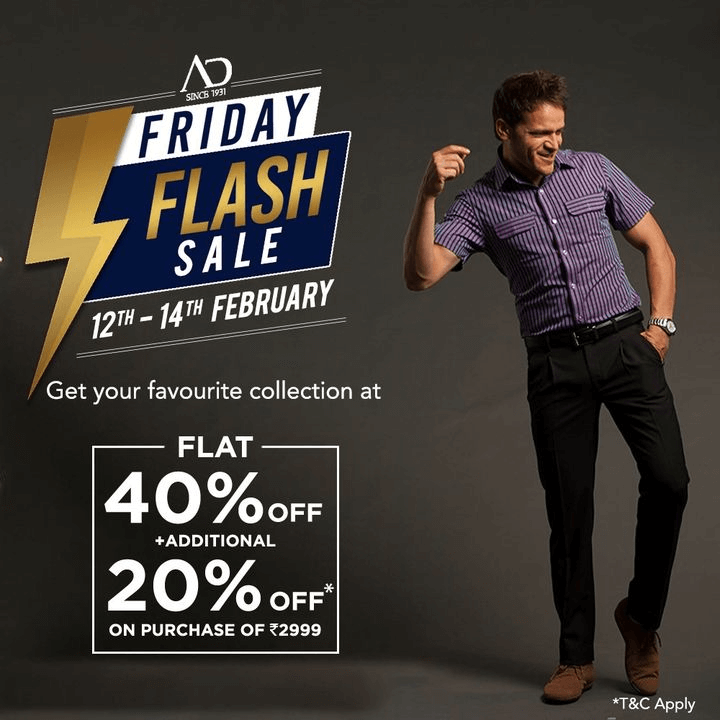 AD
SINCE 1931
FRIDAY
FLASH
SALE
12TH – 14TH FEBRUARY
Get your favourite collection at
FLAT
40% OFF
+ADDITIONAL
20% OFF*
ON PURCHASE OF ₹2999
*T&C Apply